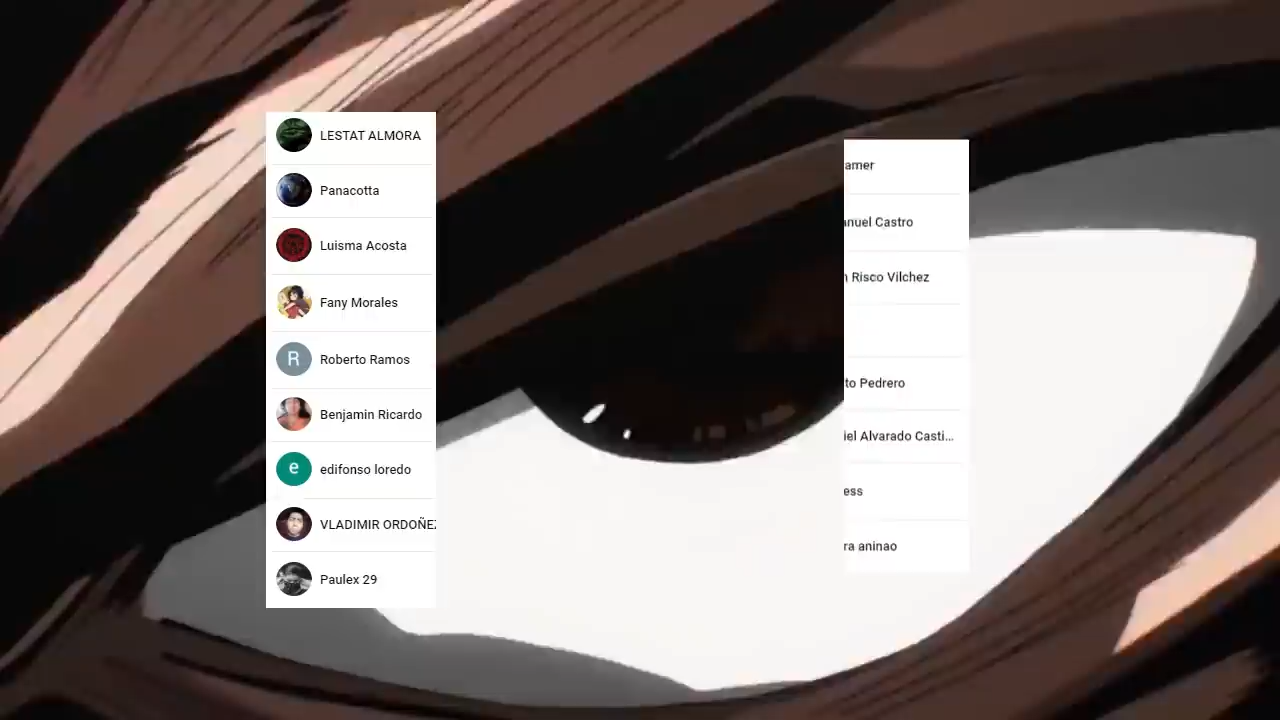 LESTAT ALMORA
Panacotta
Luisma Acosta
Fany Morales
R
Roberto Ramos
Benjamin Ricardo
e
edifonso loredo
VLADIMIR ORDOÑEZ
Paulex 29
amer
anuel Castro
Risco Vilchez
to Pedrero
iel Alvarado Casti...
ess
ra aninao